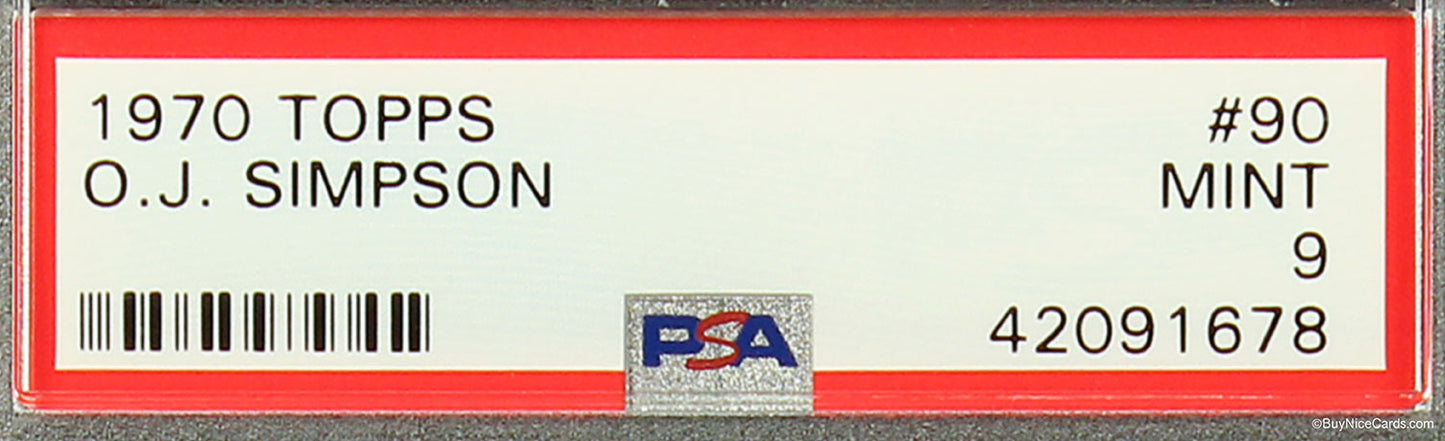 1970 TOPPS #90
O.J. SIMPSON MINT
9
PSA 42091678
©BuyNiceCards.com